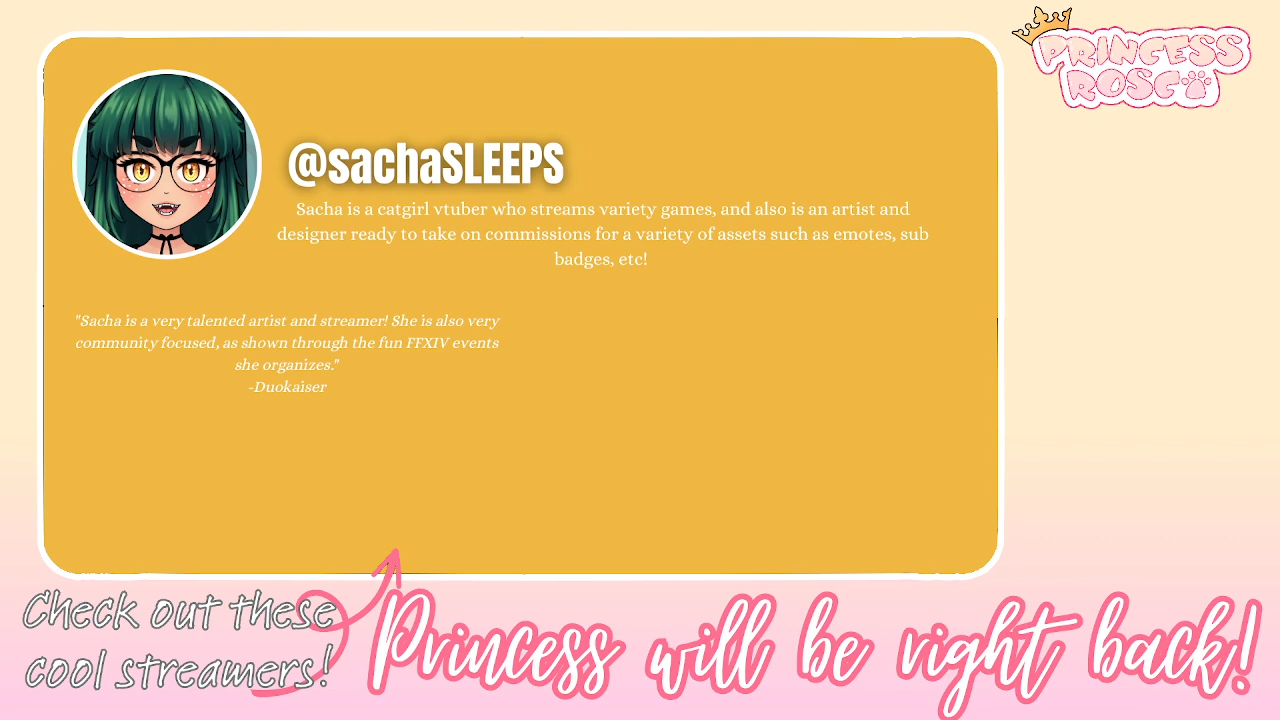 PRINCESS
ROSE
@sachaSLEEPS
Sacha is a catgirl vtuber who streams variety games, and also is an artist and
designer ready to take on commissions for a variety of assets such as emotes, sub
badges, etc!
"Sacha is a very talented artist and streamer! She is also very
community focused, as shown through the fun FFXIV events
she organizes."
-Duokaiser
Check out these
cool streamers!
Princess will be right back!